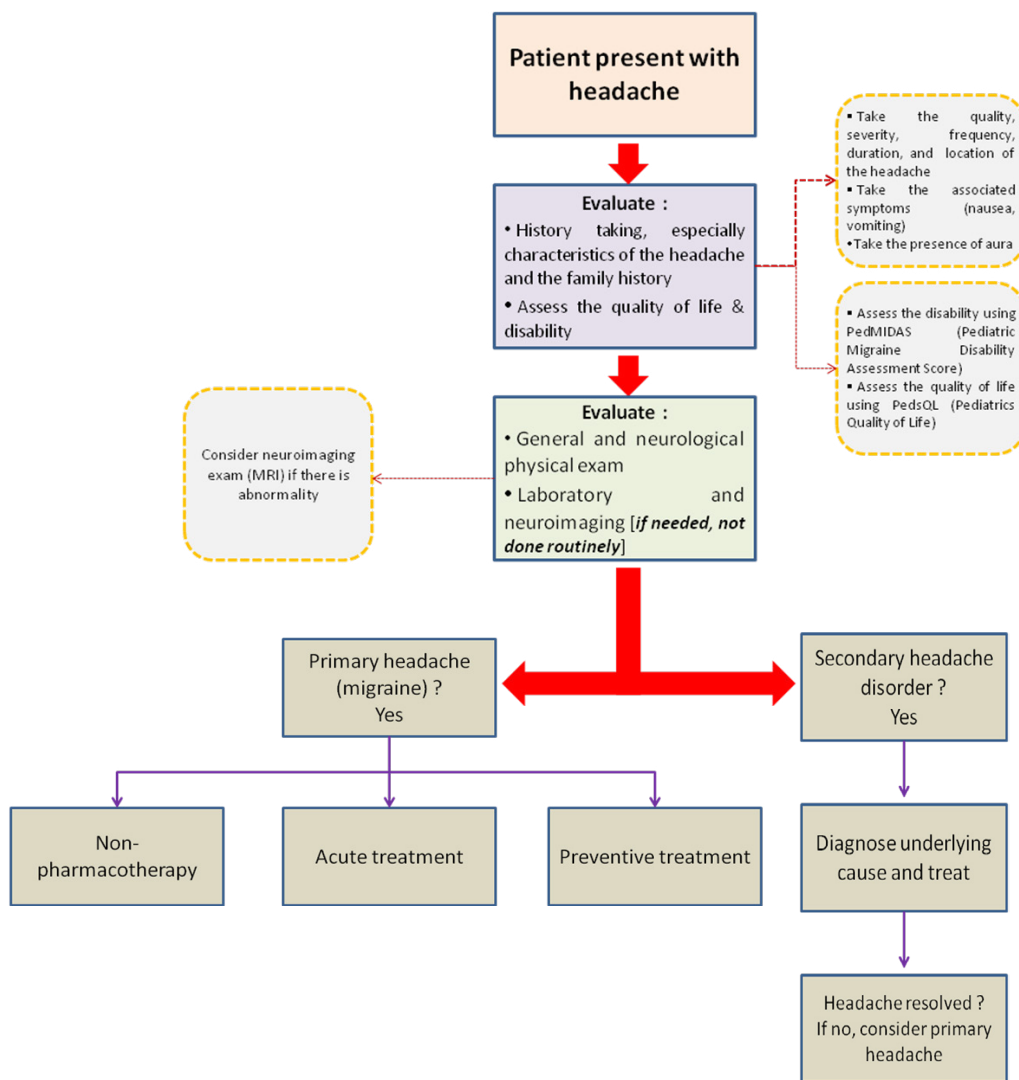 Patient present with
headache
▪ Take the quality,
severity, frequency,
duration, and location of
the headache
▪ Take the associated
symptoms (nausea,
vomiting)
▪Take the presence of aura
Evaluate :
• History taking, especially
characteristics of the headache
and the family history
• Assess the quality of life &
disability
▪ Assess the disability using
PedMIDAS (Pediatric
Migraine Disability
Assessment Score)
▪ Assess the quality of life
using PedsQL (Pediatrics
Quality of Life)
Evaluate :
• General and neurological
physical exam
• Laboratory and
neuroimaging [if needed, not
done routinely]
Consider neuroimaging
exam (MRI) if there is
abnormality
Primary headache
(migraine) ?
Yes
Secondary headache
disorder ?
Yes
Non-
pharmacotherapy
Acute treatment
Preventive treatment
Diagnose underlying
cause and treat
Headache resolved ?
If no, consider primary
headache